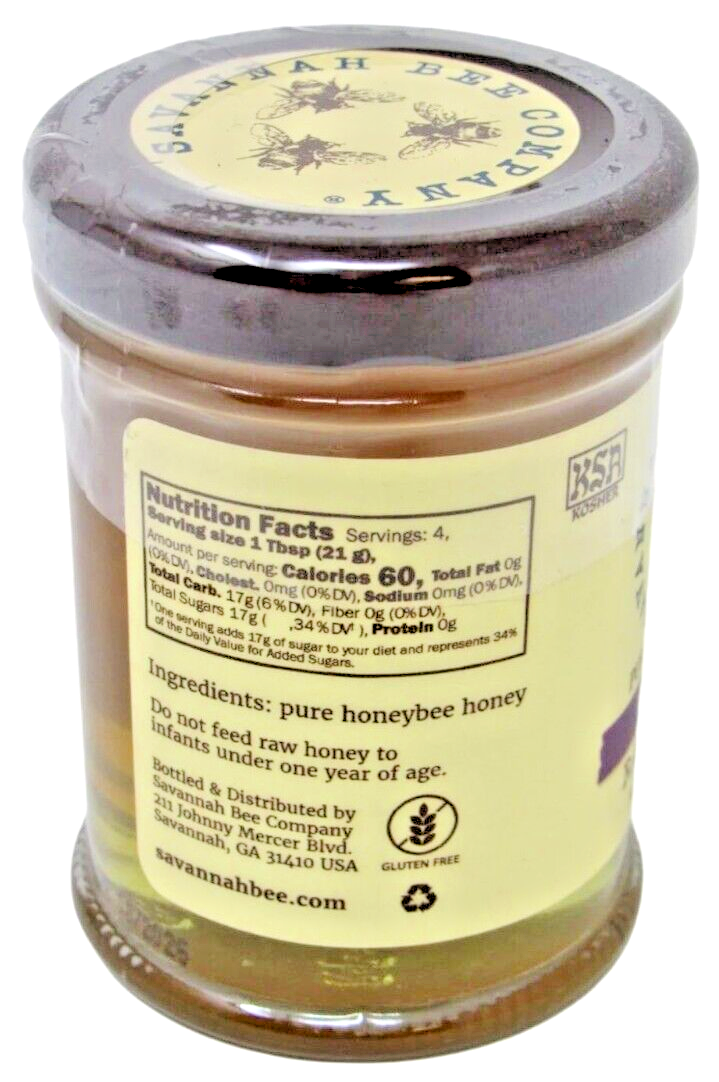 SAVANNAH BEE COMPANY ®
KSA
KOSHER
Nutrition Facts Servings: 4,
Serving size 1 Tbsp (21 g),
Amount per serving: Calories 60, Total Fat 0g
(0% DV), Cholest. 0mg (0% DV), Sodium 0mg (0% DV),
Total Carb. 17g (6% DV), Fiber 0g (0% DV),
Total Sugars 17g ( ,34% DV† ), Protein 0g
†One serving adds 17g of sugar to your diet and represents 34%
of the Daily Value for Added Sugars.
Ingredients: pure honeybee honey
Do not feed raw honey to
infants under one year of age.
Bottled & Distributed by
Savannah Bee Company
211 Johnny Mercer Blvd.
Savannah, GA 31410 USA
savannahbee.com
GLUTEN FREE